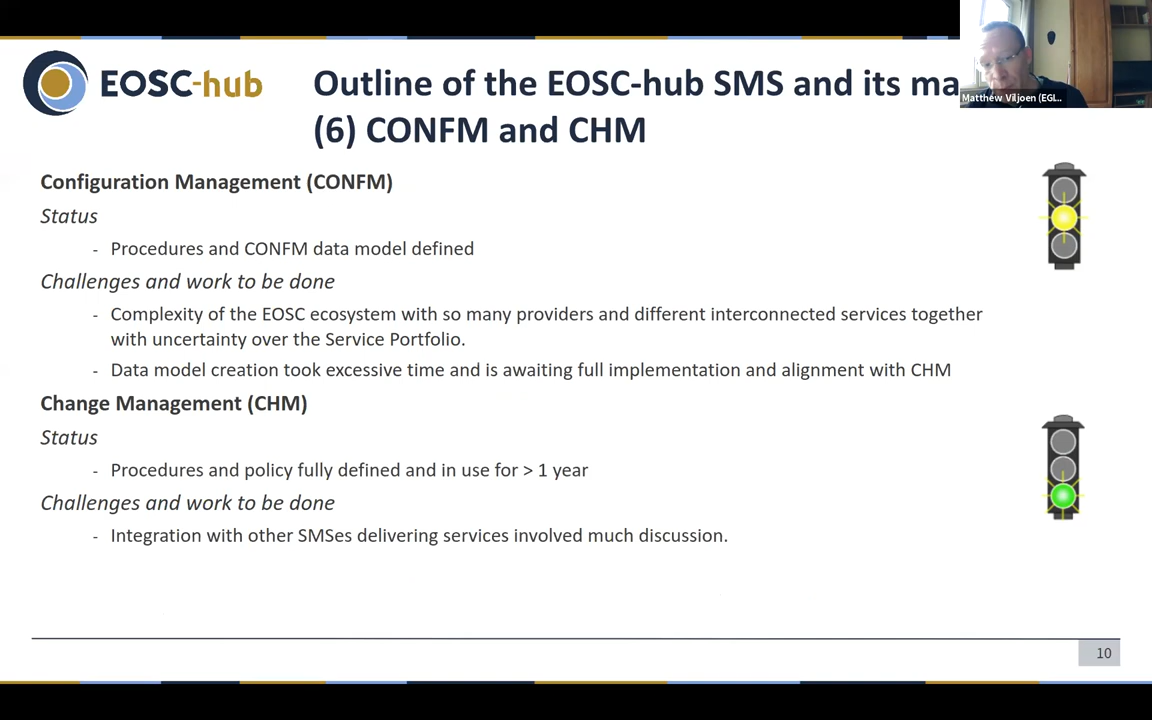 EOSC-hub
Outline of the EOSC-hub SMS and its ma
(6) CONFM and CHM
Matthew Viljoen (EGI...
Configuration Management (CONFM)
Status
- Procedures and CONFM data model defined
Challenges and work to be done
- Complexity of the EOSC ecosystem with so many providers and different interconnected services together
with uncertainty over the Service Portfolio.
- Data model creation took excessive time and is awaiting full implementation and alignment with CHM
Change Management (CHM)
Status
- Procedures and policy fully defined and in use for > 1 year
Challenges and work to be done
- Integration with other SMSes delivering services involved much discussion.
10